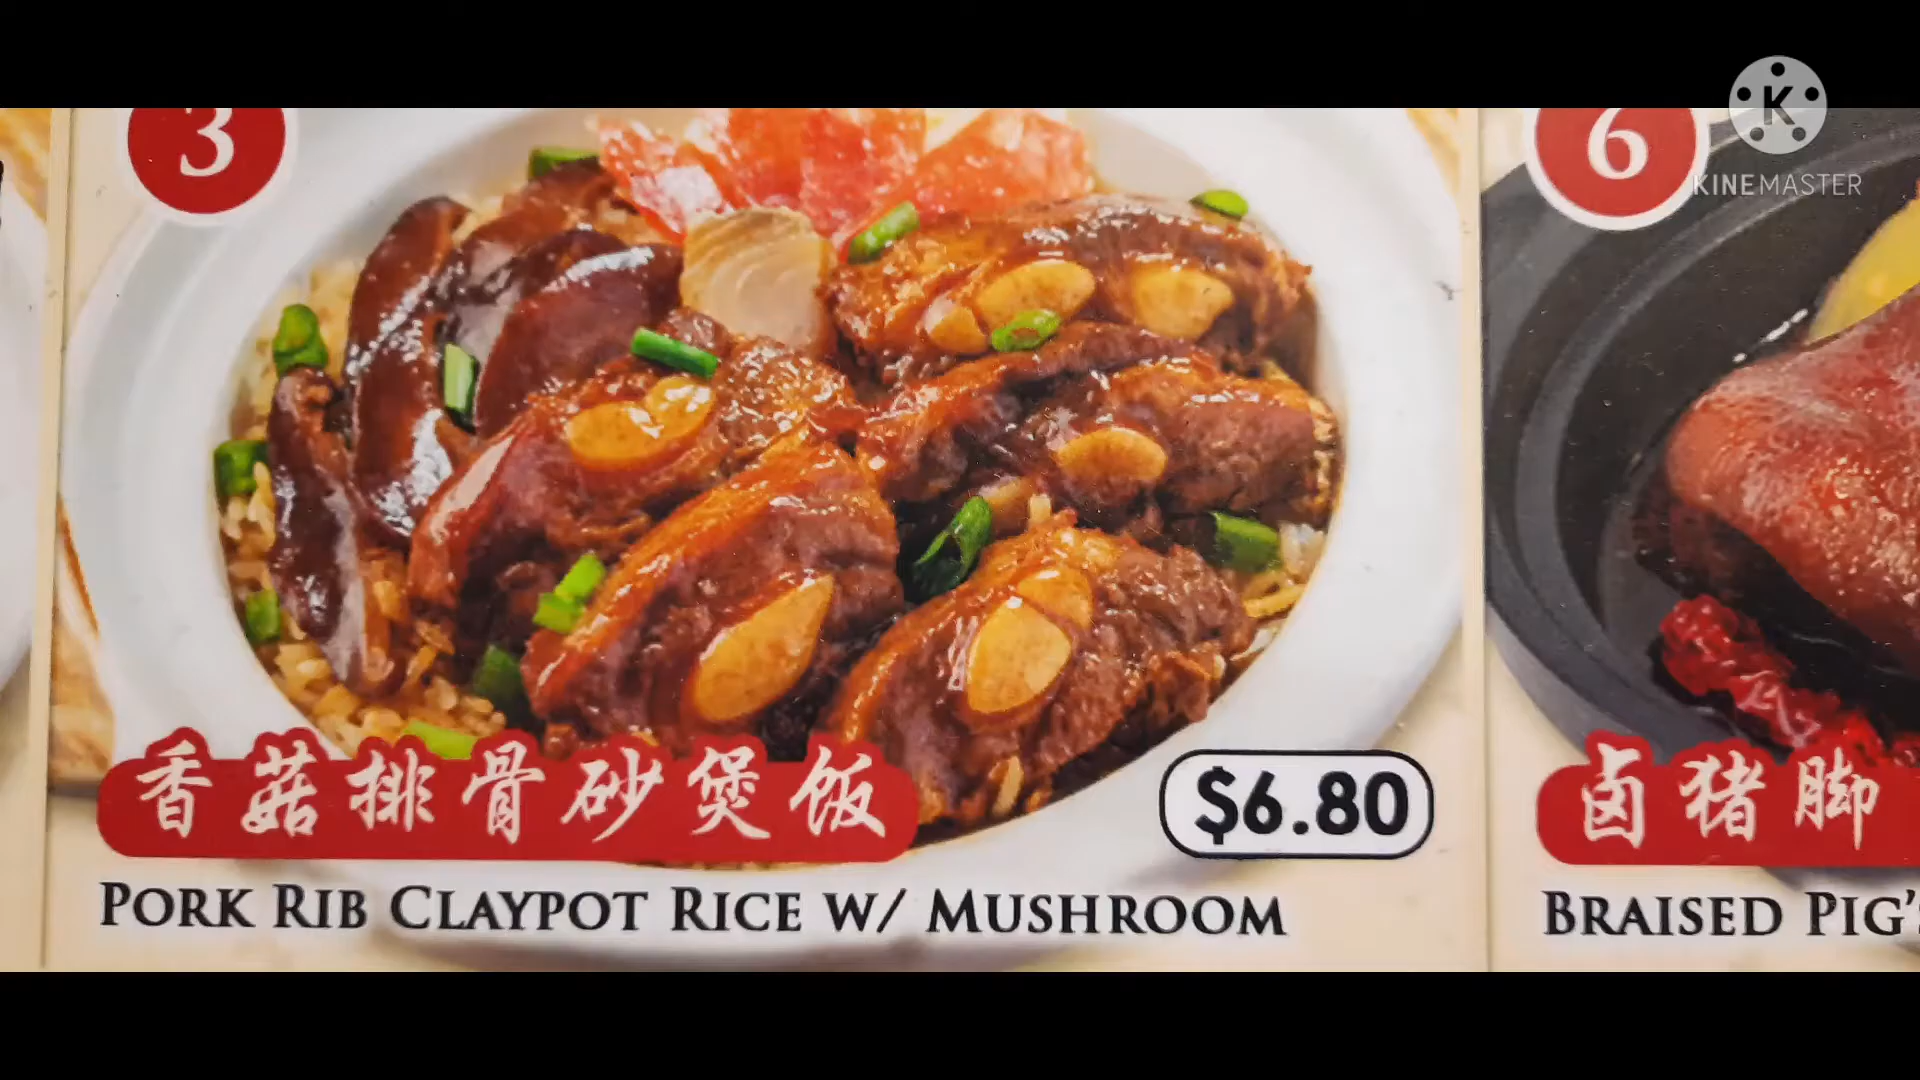 3
6
K
KINEMASTER
香菇排骨砂煲饭
$6.80
卤猪脚
PORK RIB CLAYPOT RICE W/ MUSHROOM
BRAISED PIG'